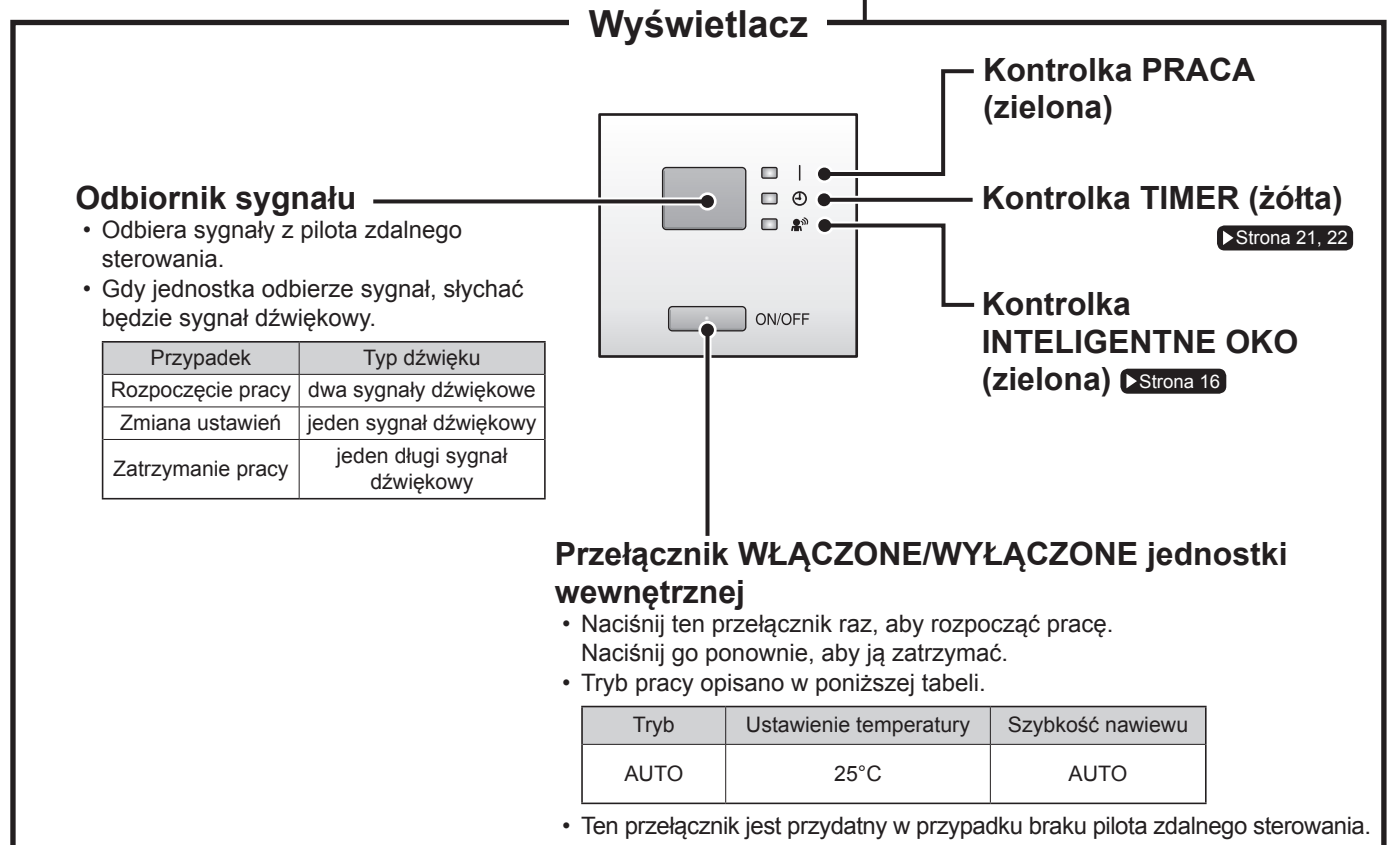 Wyświetlacz
Kontrolka PRACA
(zielona)
Kontrolka TIMER (żółta)
Strona 21, 22
Kontrolka
INTELIGENTNE OKO
(zielona) Strona 16
ON/OFF
Odbiornik sygnału
• Odbiera sygnały z pilota zdalnego
sterowania.
• Gdy jednostka odbierze sygnał, słychać
będzie sygnał dźwiękowy.
Przypadek Typ dźwięku
Rozpoczęcie pracy dwa sygnały dźwiękowe
Zmiana ustawień jeden sygnał dźwiękowy
Zatrzymanie pracy jeden długi sygnał
dźwiękowy
Przełącznik WŁĄCZONE/WYŁĄCZONE jednostki
wewnętrznej
• Naciśnij ten przełącznik raz, aby rozpocząć pracę.
Naciśnij go ponownie, aby ją zatrzymać.
• Tryb pracy opisano w poniższej tabeli.
Tryb Ustawienie temperatury Szybkość nawiewu
AUTO 25°C AUTO
• Ten przełącznik jest przydatny w przypadku braku pilota zdalnego sterowania.